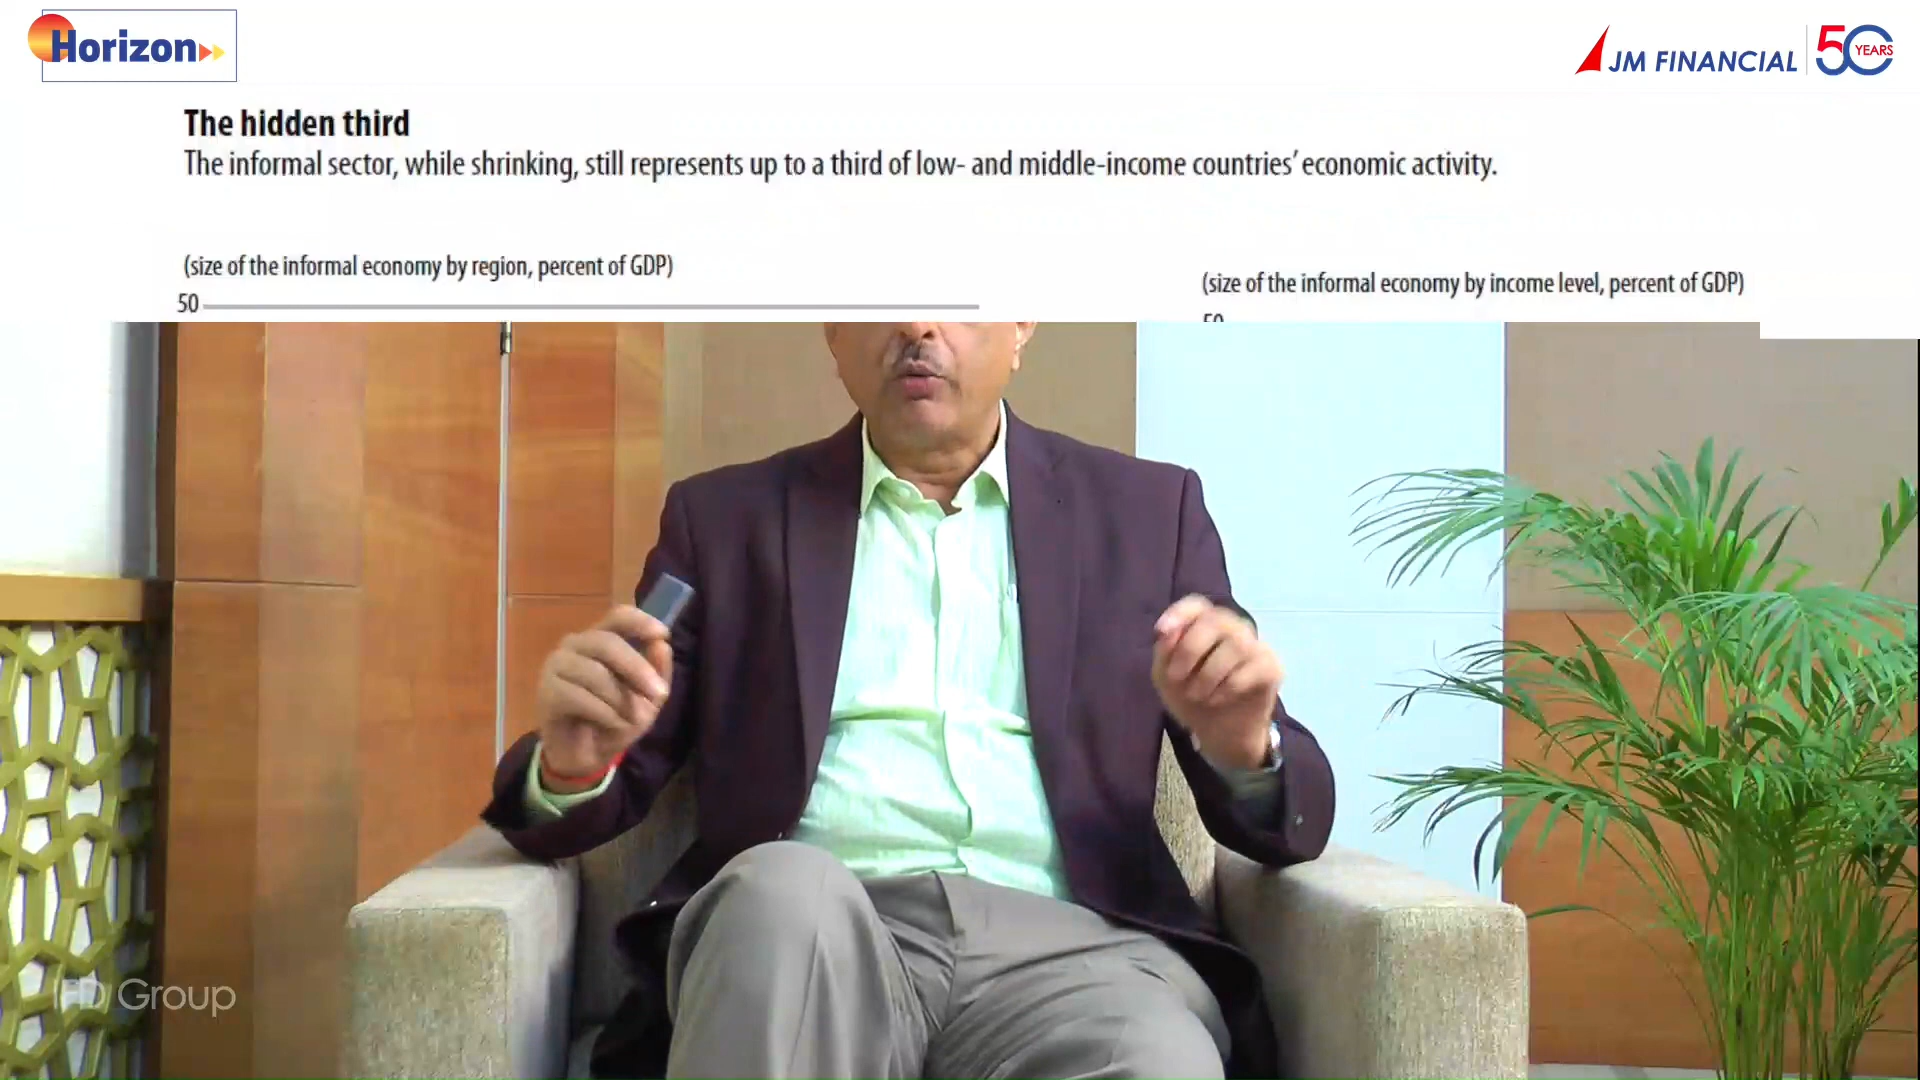 Horizon
JM FINANCIAL
50 YEARS
The hidden third
The informal sector, while shrinking, still represents up to a third of low- and middle-income countries’ economic activity.
(size of the informal economy by region, percent of GDP)
50
(size of the informal economy by income level, percent of GDP)
50
Group